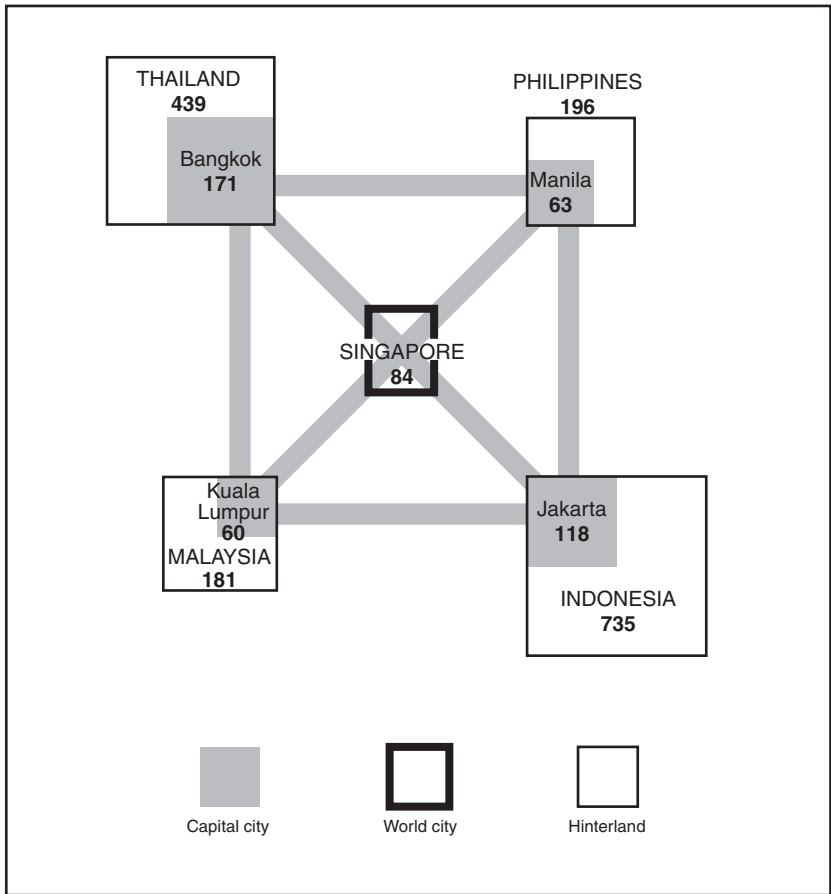 THAILAND
439
Bangkok
171
PHILIPPINES
196
Manila
63
SINGAPORE
84
Kuala
Lumpur
60
MALAYSIA
181
Jakarta
118
INDONESIA
735
Capital city
World city
Hinterland